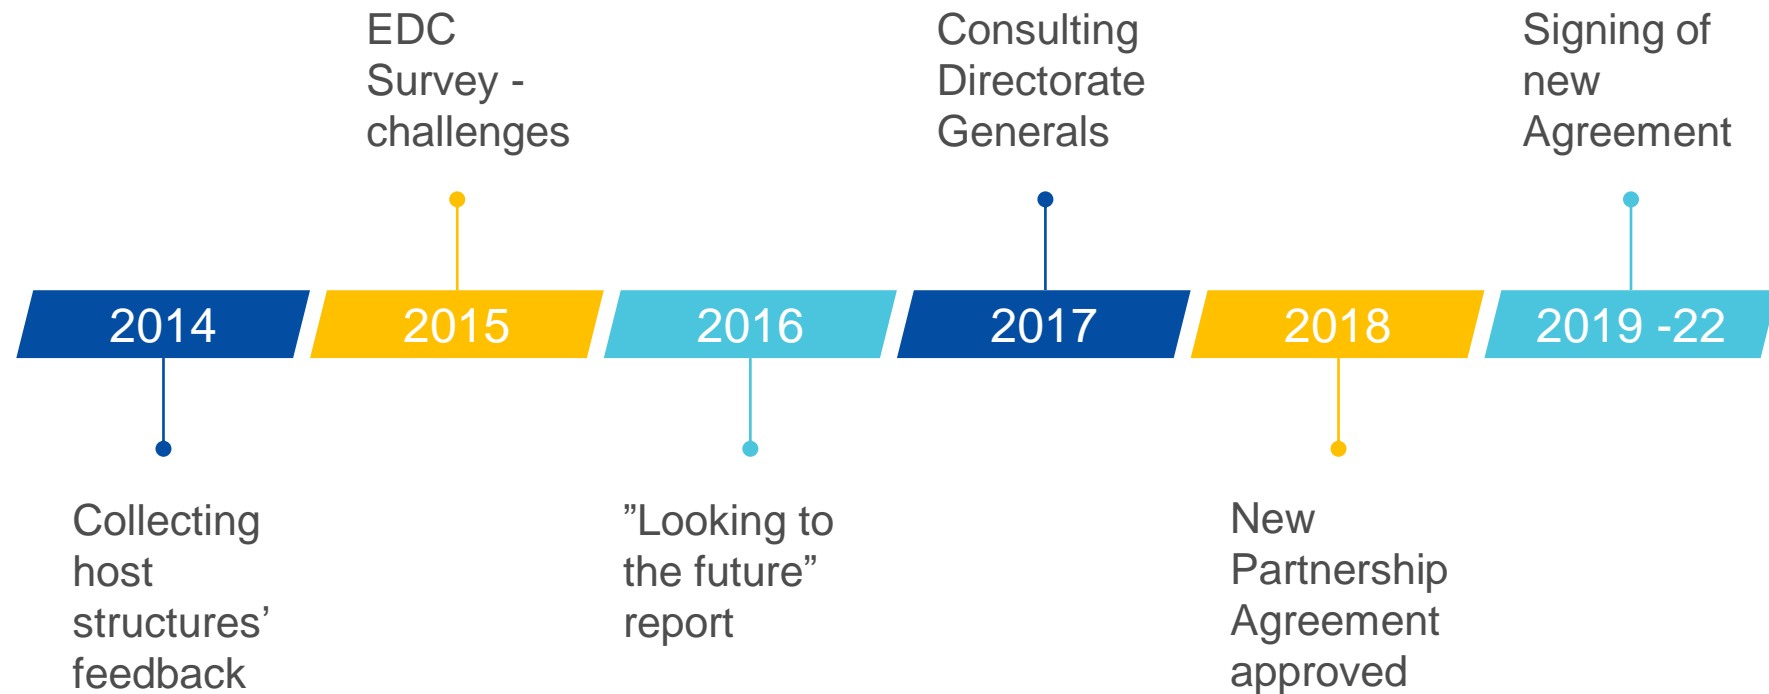 EDC
Survey -
challenges
Consulting
Directorate
Generals
Signing of
new
Agreement
2014
2015
2016
2017
2018
2019 -22
Collecting
host
structures’
feedback
”Looking to
the future”
report
New
Partnership
Agreement
approved